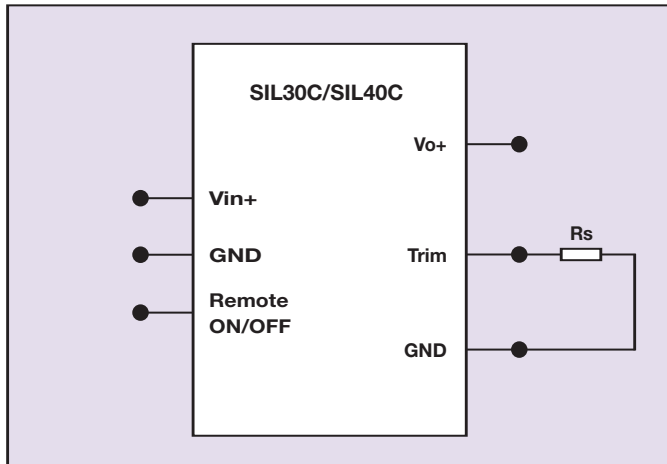 SIL30C/SIL40C
Vo+
Vin+
GND
Remote
ON/OFF
Trim
Rs
GND